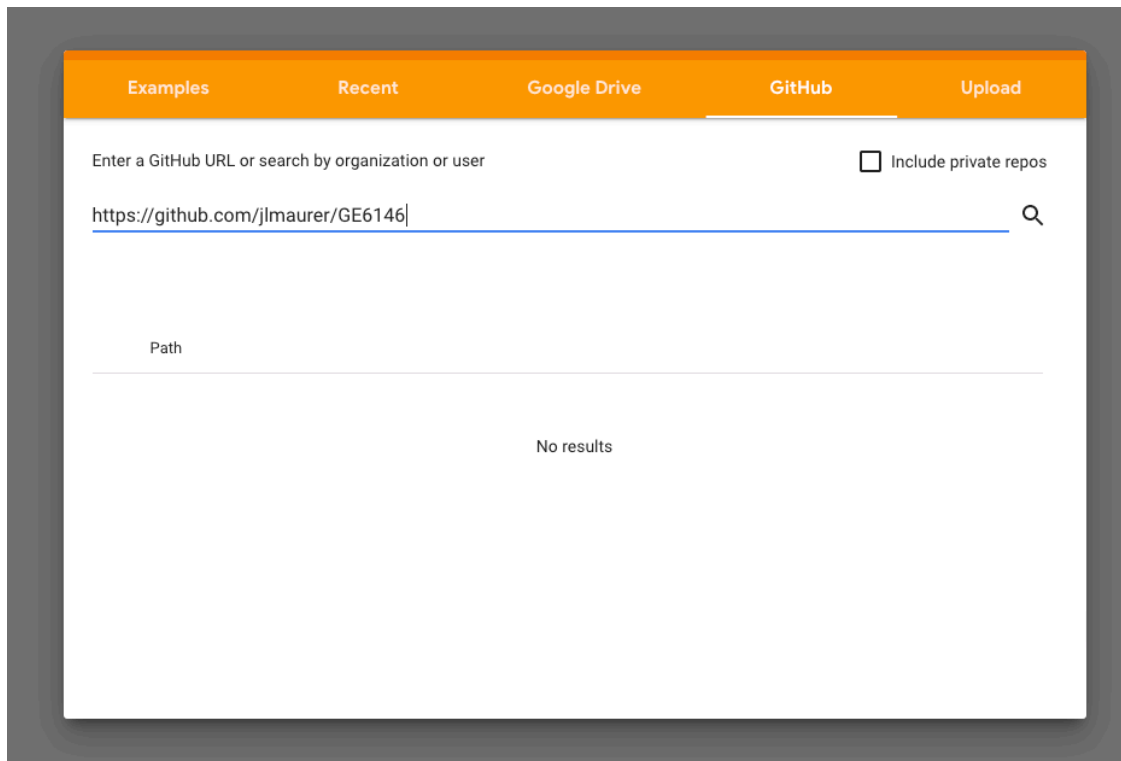 Examples Recent Google Drive GitHub Upload
Enter a GitHub URL or search by organization or user Include private repos
https://github.com/jlmaurer/GE6146
Path
No results